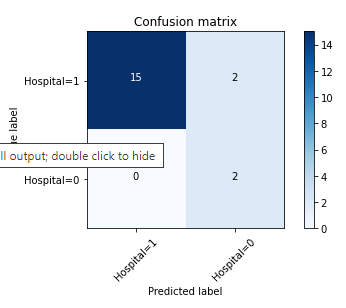 Confusion matrix
Hospital=1
15
2
ll output; double click to hide
Hospital=0
0
2
Hospital=1
Hospital=0
Predicted label
label
14
12
10
8
6
4
2
0